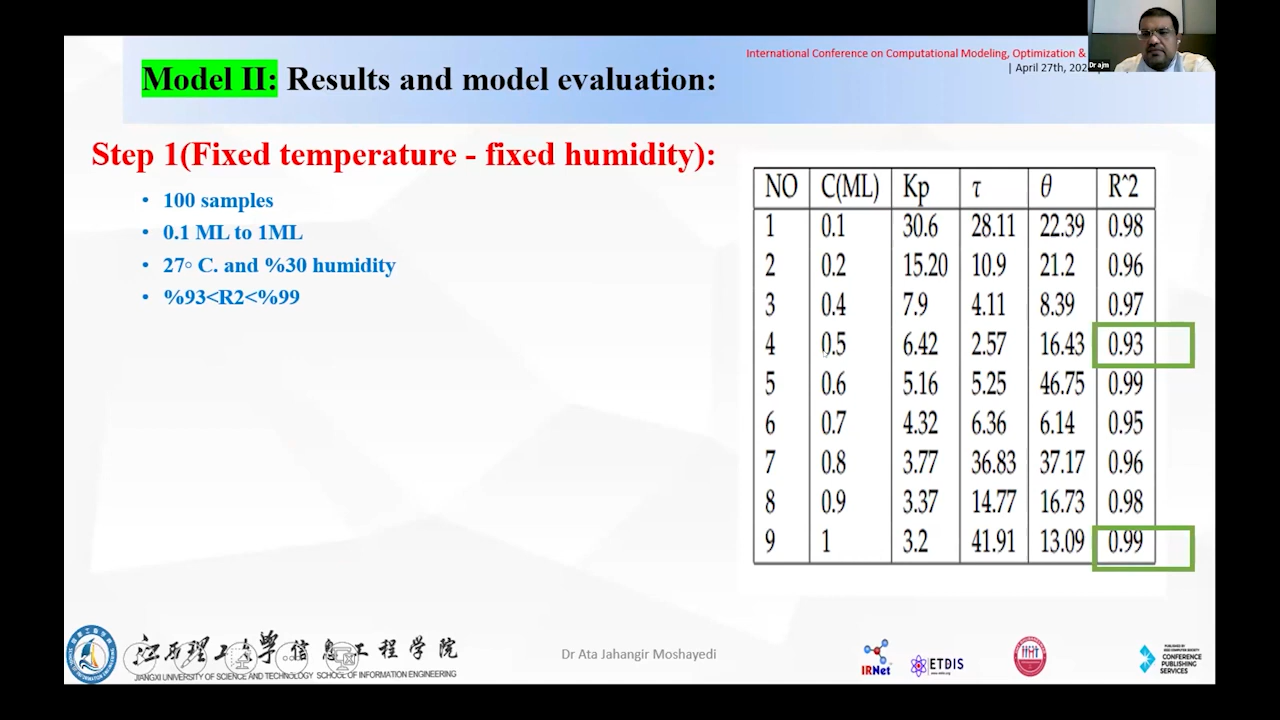 International Conference on Computational Modeling, Optimization &
| April 27th, 202
Dr ajm
Model II: Results and model evaluation:
Step 1(Fixed temperature - fixed humidity):
• 100 samples
• 0.1 ML to 1ML
• 27◦ C. and %30 humidity
• %93<R2<%99
NO C(ML) Kp τ θ R^2
1 0.1 30.6 28.11 22.39 0.98
2 0.2 15.20 10.9 21.2 0.96
3 0.4 7.9 4.11 8.39 0.97
4 0.5 6.42 2.57 16.43 0.93
5 0.6 5.16 5.25 46.75 0.99
6 0.7 4.32 6.36 6.14 0.95
7 0.8 3.77 36.83 37.17 0.96
8 0.9 3.37 14.77 16.73 0.98
9 1 3.2 41.91 13.09 0.99
江西理工大學信息工程学院
JIANGXI UNIVERSITY OF SCIENCE AND TECHNOLOGY SCHOOL OF INFORMATION ENGINEERING
Dr Ata Jahangir Moshayedi
IRNet
ETDIS
CONFERENCE
PUBLISHING
SERVICES